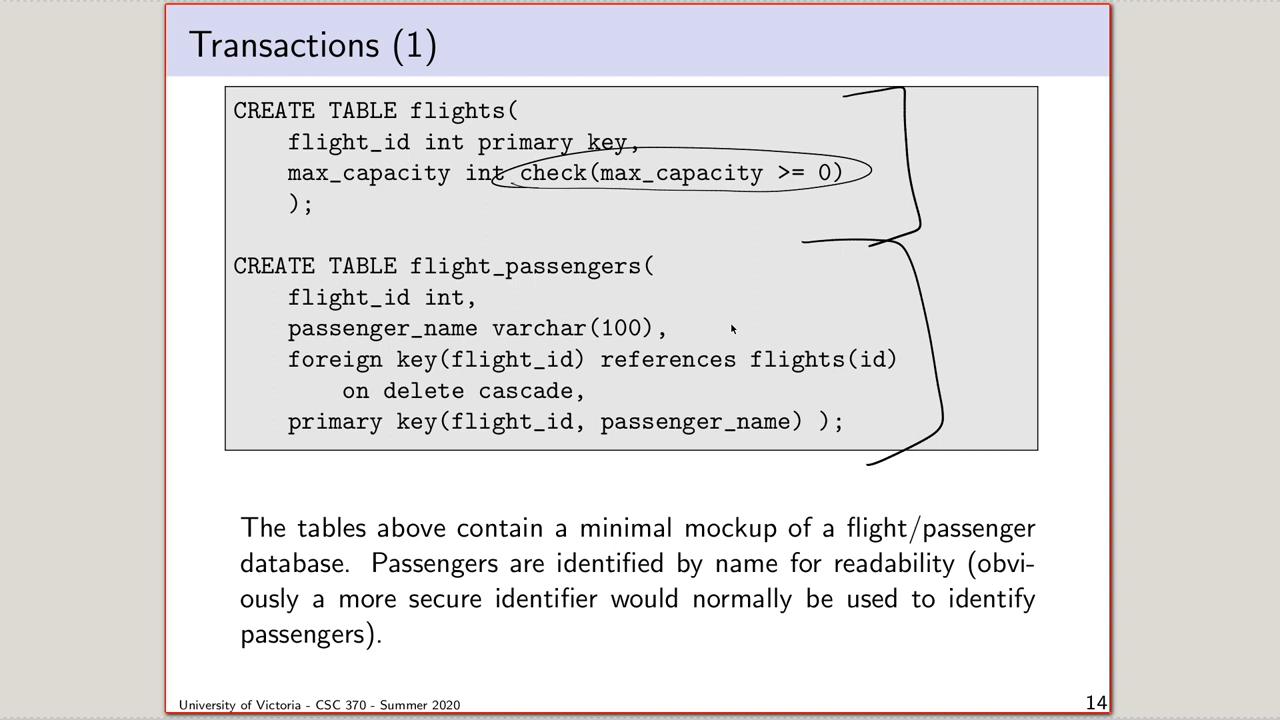 Transactions (1)
CREATE TABLE flights(
flight_id int primary key,
max_capacity int check(max_capacity >= 0)
);
CREATE TABLE flight_passengers(
flight_id int,
passenger_name varchar(100),
foreign key(flight_id) references flights(id)
on delete cascade,
primary key(flight_id, passenger_name) );
The tables above contain a minimal mockup of a flight/passenger
database. Passengers are identified by name for readability (obvi-
ously a more secure identifier would normally be used to identify
passengers).
University of Victoria - CSC 370 - Summer 2020
14